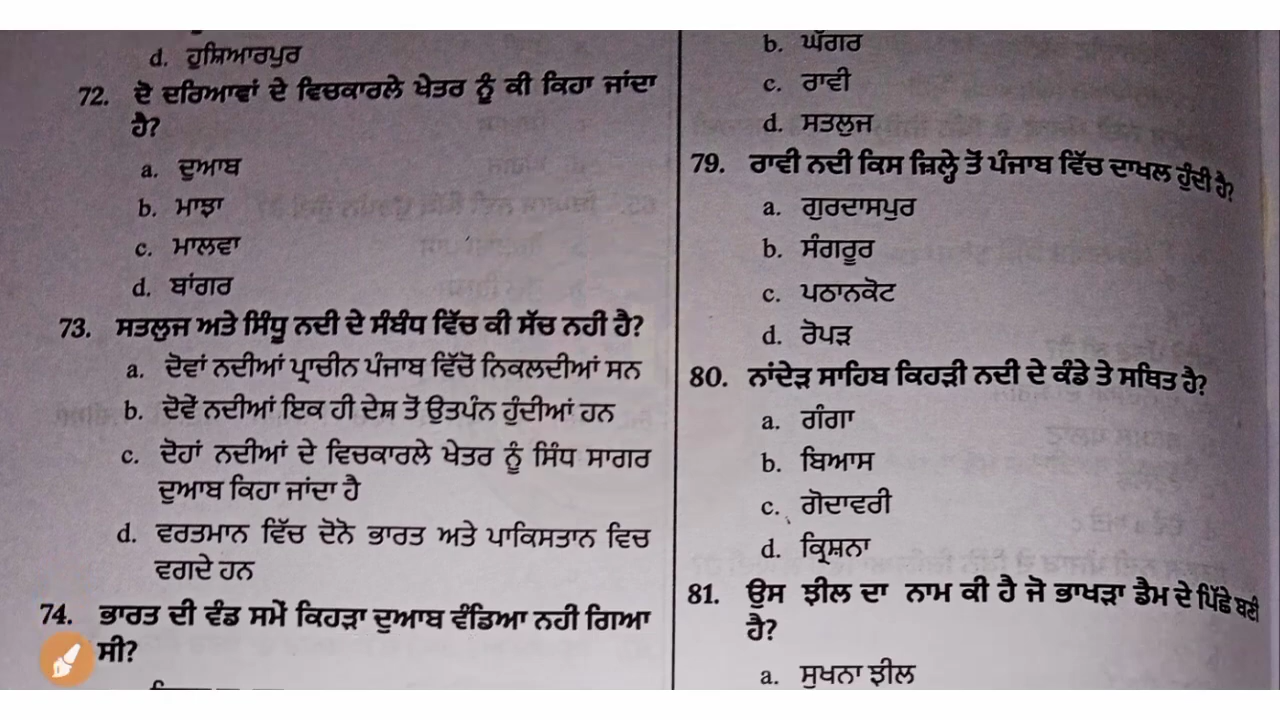 d. ਹੁਸ਼ਿਆਰਪੁਰ
72. ਦੋ ਦਰਿਆਵਾਂ ਦੇ ਵਿਚਕਾਰਲੇ ਖੇਤਰ ਨੂੰ ਕੀ ਕਿਹਾ ਜਾਂਦਾ
ਹੈ?
a. ਦੁਆਬ
b. ਮਾਝਾ
c. ਮਾਲਵਾ
d. ਬਾਂਗਰ
73. ਸਤਲੁਜ ਅਤੇ ਸਿੰਧੂ ਨਦੀ ਦੇ ਸੰਬੰਧ ਵਿੱਚ ਕੀ ਸੱਚ ਨਹੀ ਹੈ?
a. ਦੋਵਾਂ ਨਦੀਆਂ ਪ੍ਰਾਚੀਨ ਪੰਜਾਬ ਵਿੱਚੋਂ ਨਿਕਲਦੀਆਂ ਸਨ
b. ਦੋਵੇਂ ਨਦੀਆਂ ਇਕ ਹੀ ਦੇਸ਼ ਤੋਂ ਉਤਪੰਨ ਹੁੰਦੀਆਂ ਹਨ
c. ਦੋਹਾਂ ਨਦੀਆਂ ਦੇ ਵਿਚਕਾਰਲੇ ਖੇਤਰ ਨੂੰ ਸਿੰਧ ਸਾਗਰ
ਦੁਆਬ ਕਿਹਾ ਜਾਂਦਾ ਹੈ
d. ਵਰਤਮਾਨ ਵਿੱਚ ਦੋਨੋ ਭਾਰਤ ਅਤੇ ਪਾਕਿਸਤਾਨ ਵਿਚ
ਵਗਦੇ ਹਨ
74. ਭਾਰਤ ਦੀ ਵੰਡ ਸਮੇਂ ਕਿਹੜਾ ਦੁਆਬ ਵੰਡਿਆ ਨਹੀ ਗਿਆ
ਸੀ?
b. ਘੱਗਰ
c. ਰਾਵੀ
d. ਸਤਲੁਜ
79. ਰਾਵੀ ਨਦੀ ਕਿਸ ਜ਼ਿਲ੍ਹੇ ਤੋਂ ਪੰਜਾਬ ਵਿੱਚ ਦਾਖਲ ਹੁੰਦੀ ਹੈ?
a. ਗੁਰਦਾਸਪੁਰ
b. ਸੰਗਰੂਰ
c. ਪਠਾਨਕੋਟ
d. ਰੋਪੜ
80. ਨਾਂਦੇੜ ਸਾਹਿਬ ਕਿਹੜੀ ਨਦੀ ਦੇ ਕੰਡੇ ਤੇ ਸਥਿਤ ਹੈ?
a. ਗੰਗਾ
b. ਬਿਆਸ
c. ਗੋਦਾਵਰੀ
d. ਕ੍ਰਿਸ਼ਨਾ
81. ਉਸ ਝੀਲ ਦਾ ਨਾਮ ਕੀ ਹੈ ਜੋ ਭਾਖੜਾ ਡੈਮ ਦੇ ਪਿੱਛੇ ਬਣੀ
ਹੈ?
a. ਸੁਖਨਾ ਝੀਲ